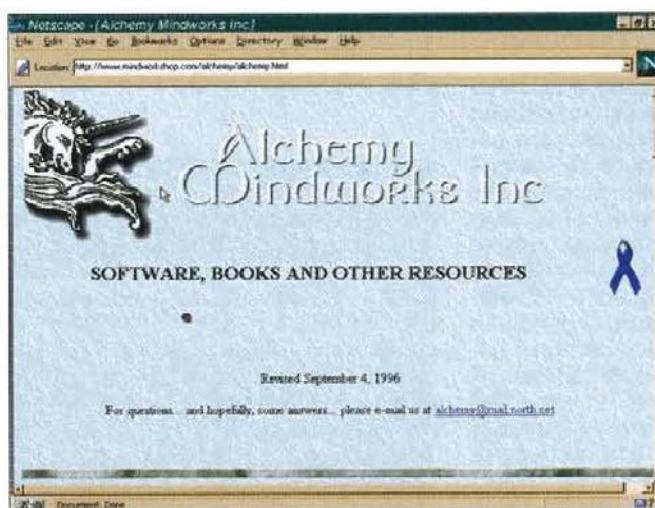 Netscape - [Alchemy Mindworks Inc]
File Edit View Go Bookmarks Options Directory Window Help
Location: http://www.mindworkshop.com/alchemy/alchemy.html
N
Alchemy
Mindworks Inc
SOFTWARE, BOOKS AND OTHER RESOURCES
Revised September 4, 1996
For questions... and hopefully, some answers... please e-mail us at alchemy@mail.north.net
Document: Done